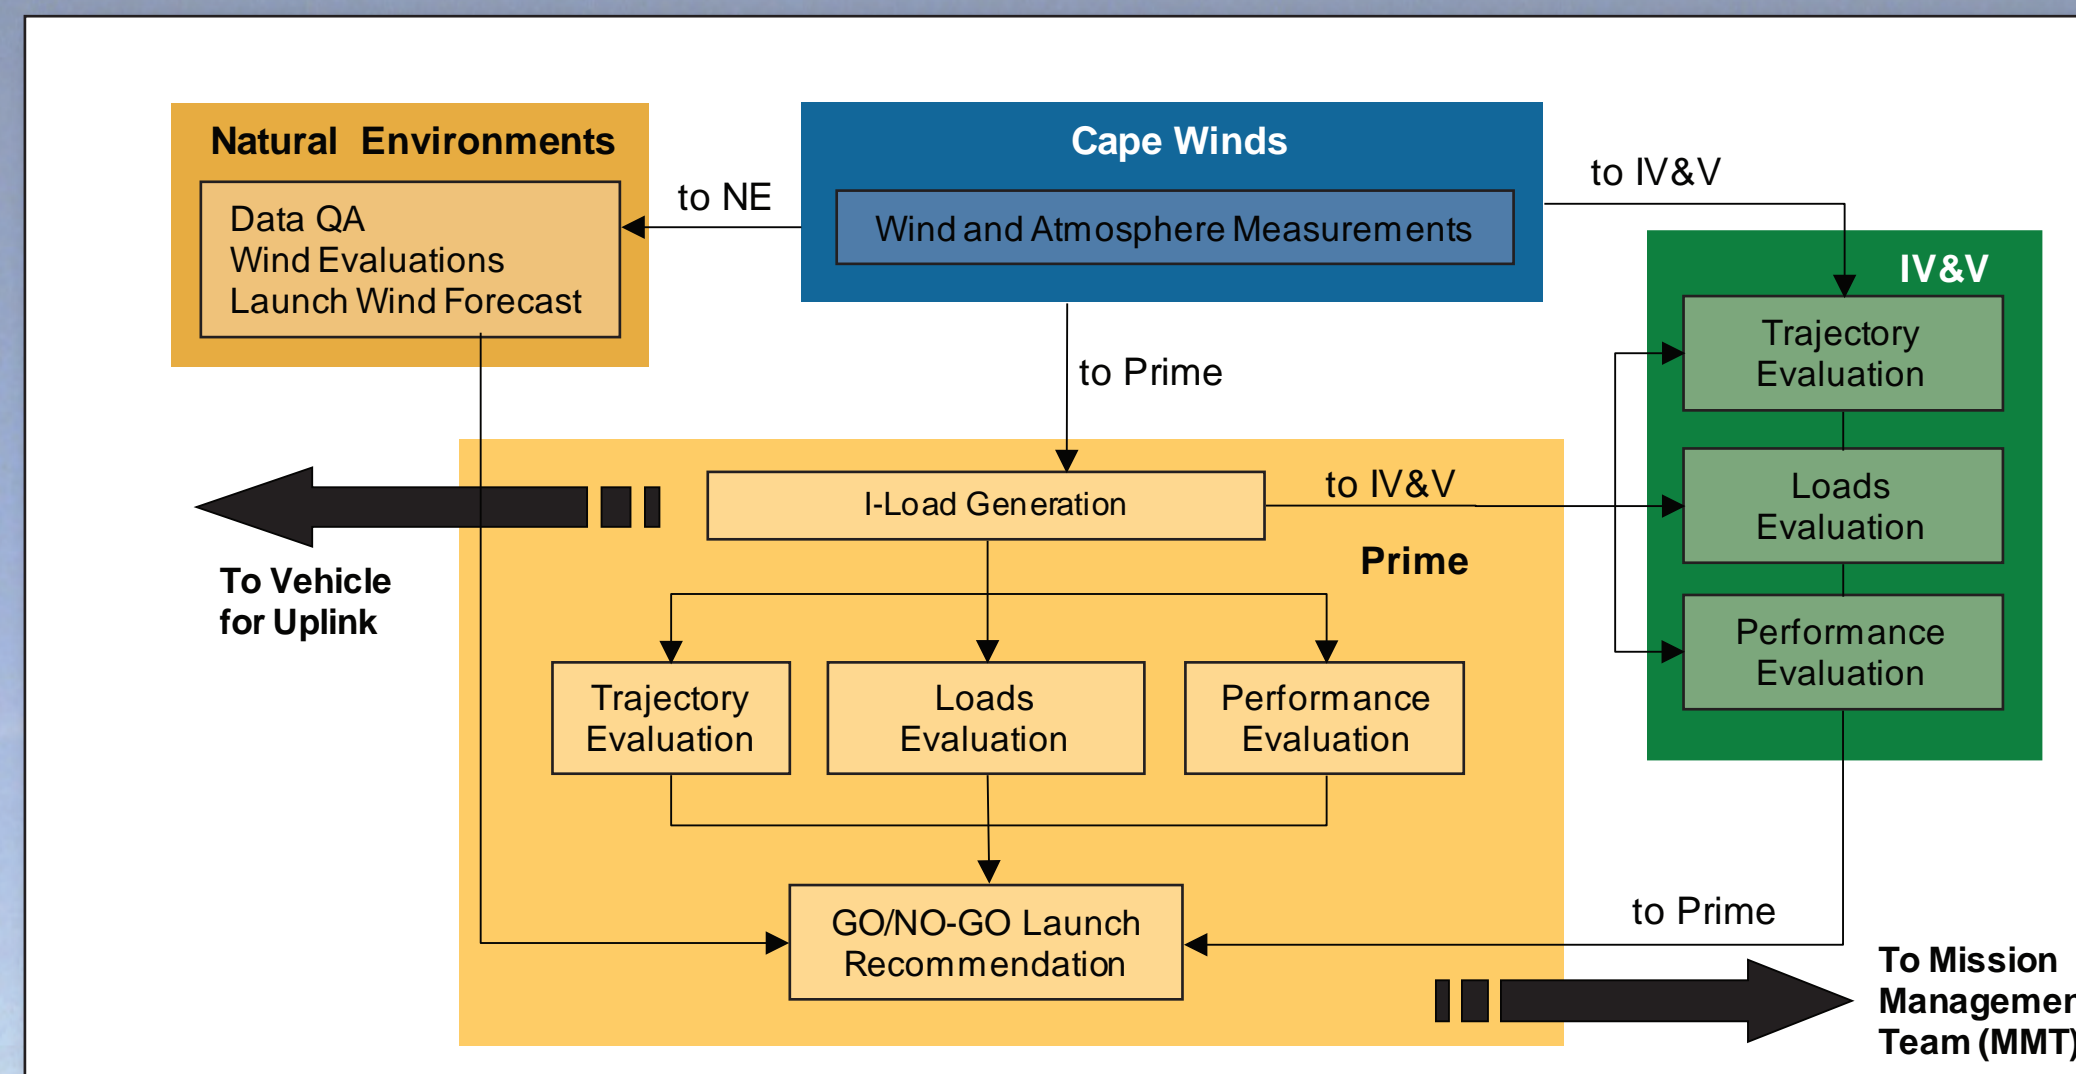 Natural Environments
Data QA
Wind Evaluations
Launch Wind Forecast
to NE
Cape Winds
Wind and Atmosphere Measurements
to IV&V
to Prime
IV&V
Trajectory
Evaluation
Loads
Evaluation
Performance
Evaluation
I-Load Generation
to IV&V
Prime
To Vehicle
for Uplink
Trajectory
Evaluation
Loads
Evaluation
Performance
Evaluation
GO/NO-GO Launch
Recommendation
to Prime
To Mission
Managemen
Team (MMT)